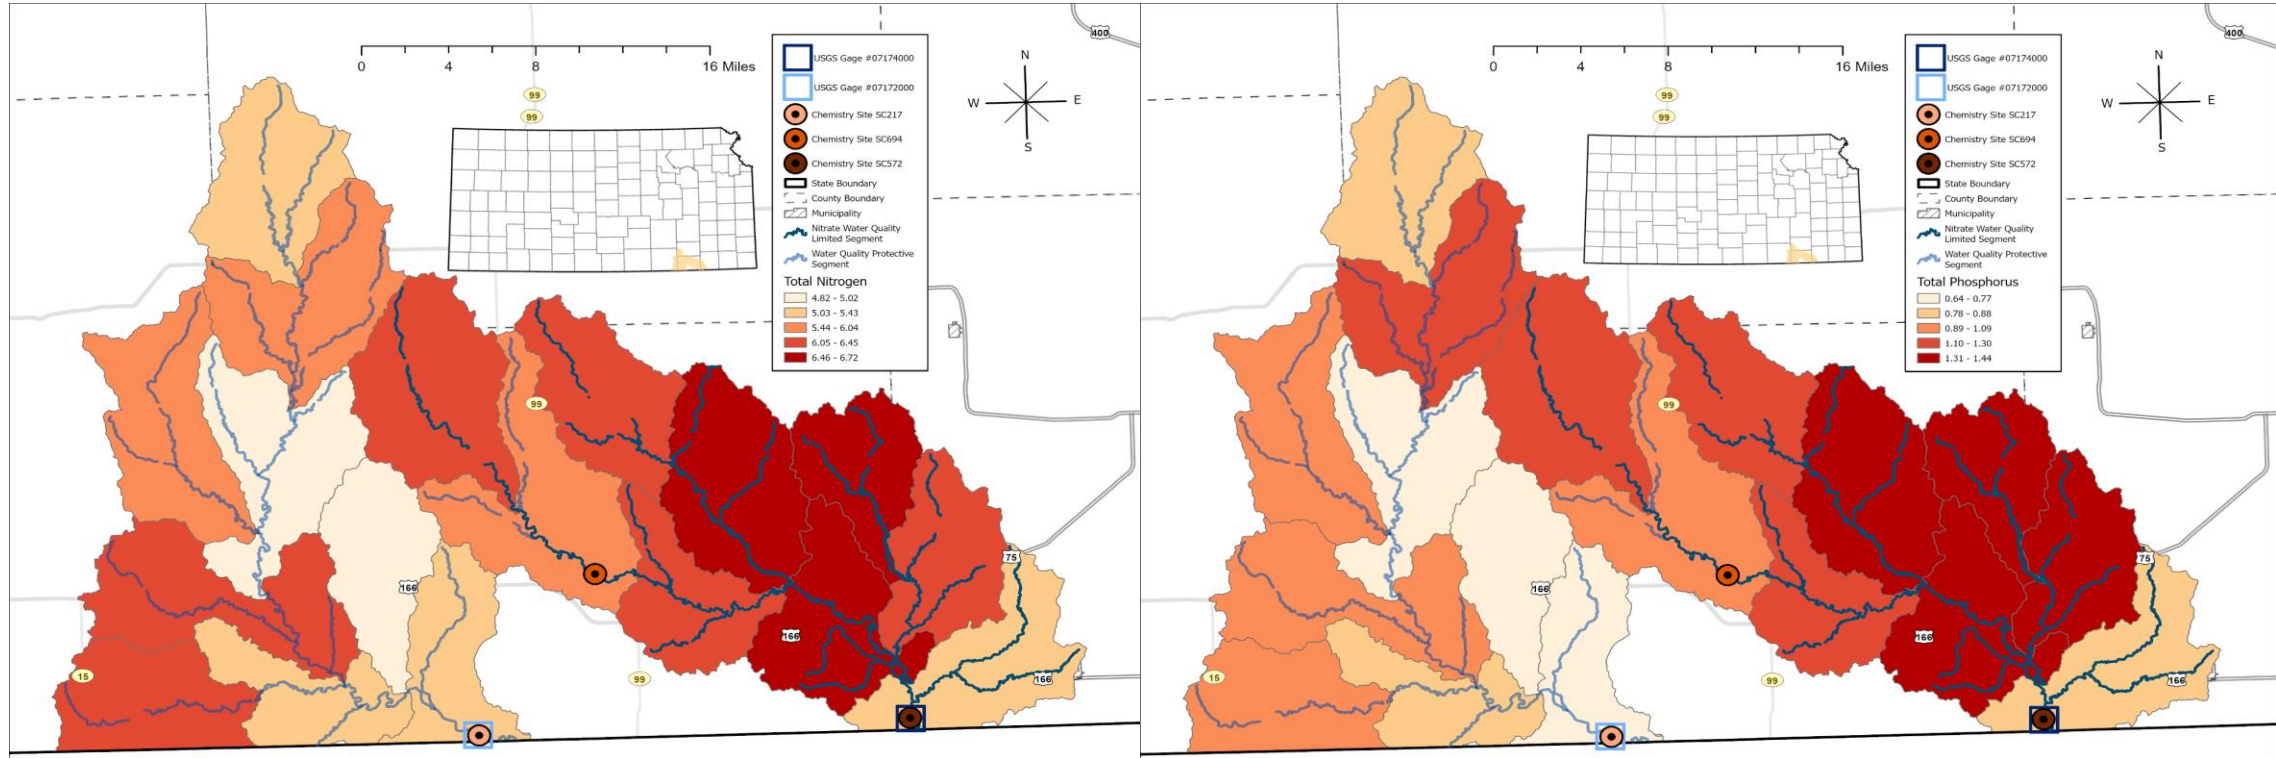 0 4 8 16 Miles
N
W E
S
USGS Gage #07174000
USGS Gage #07172000
Chemistry Site SC217
Chemistry Site SC694
Chemistry Site SC572
State Boundary
County Boundary
Municipality
Nitrate Water Quality
Limited Segment
Water Quality Protective
Segment
Total Nitrogen
4.82 - 5.02
5.03 - 5.43
5.44 - 6.04
6.05 - 6.45
6.46 - 6.72
400
99
99
99
75
166
166
166
15
99
0 4 8 16 Miles
N
W E
S
USGS Gage #07174000
USGS Gage #07172000
Chemistry Site SC217
Chemistry Site SC694
Chemistry Site SC572
State Boundary
County Boundary
Municipality
Nitrate Water Quality
Limited Segment
Water Quality Protective
Segment
Total Phosphorus
0.64 - 0.77
0.78 - 0.88
0.89 - 1.09
1.10 - 1.30
1.31 - 1.44
400
99
99
99
75
166
166
166
15
99